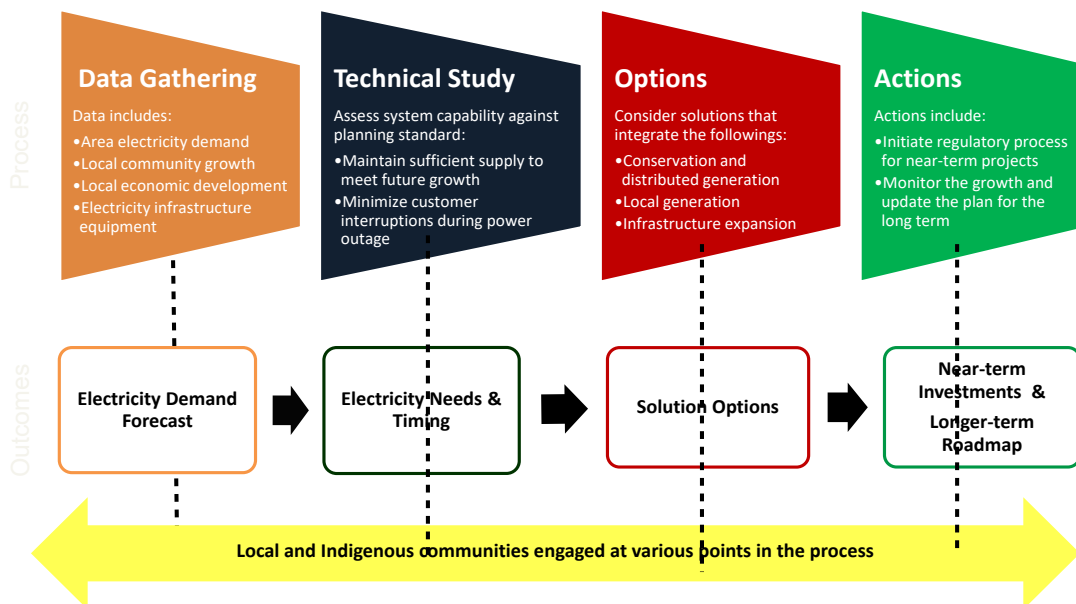 Process
Data Gathering
Data includes:
•Area electricity demand
•Local community growth
•Local economic development
•Electricity infrastructure
equipment
Technical Study
Assess system capability against
planning standard:
•Maintain sufficient supply to
meet future growth
•Minimize customer
interruptions during power
outage
Options
Consider solutions that
integrate the followings:
•Conservation and
distributed generation
•Local generation
•Infrastructure expansion
Actions
Actions include:
•Initiate regulatory process
for near-term projects
•Monitor the growth and
update the plan for the
long term
Outcomes
Electricity Demand
Forecast
Electricity Needs &
Timing
Solution Options
Near-term
Investments &
Longer-term
Roadmap
Local and Indigenous communities engaged at various points in the process